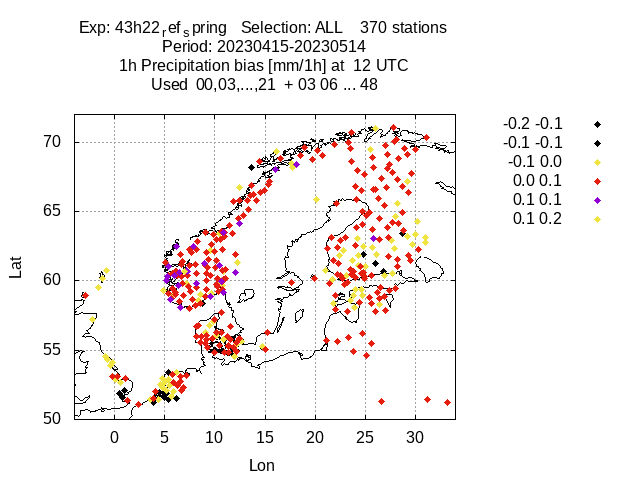 Exp: 43h22refspring   Selection: ALL    370 stations
Period: 20230415-20230514
1h Precipitation bias [mm/1h] at  12 UTC
Used  00,03,...,21  + 03 06 ... 48
-0.2 -0.1
-0.1 -0.1
-0.1 0.0
0.0 0.1
0.1 0.1
0.1 0.2
70
65
60
55
50
Lat
0 5 10 15 20 25 30
Lon